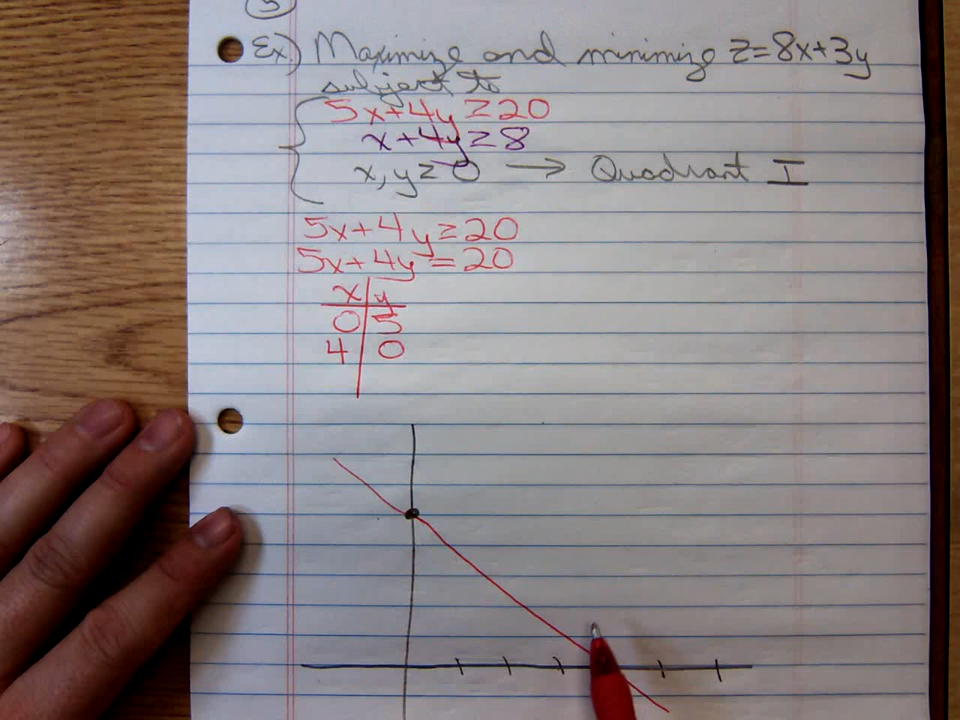 5
Ex.) Maximize and minimize z=8x+3y
subject to
5x+4y≥20
x+4y≥8
x,y≥0 → Quadrant I
5x+4y≥20
5x+4y=20
x y
0 5
4 0